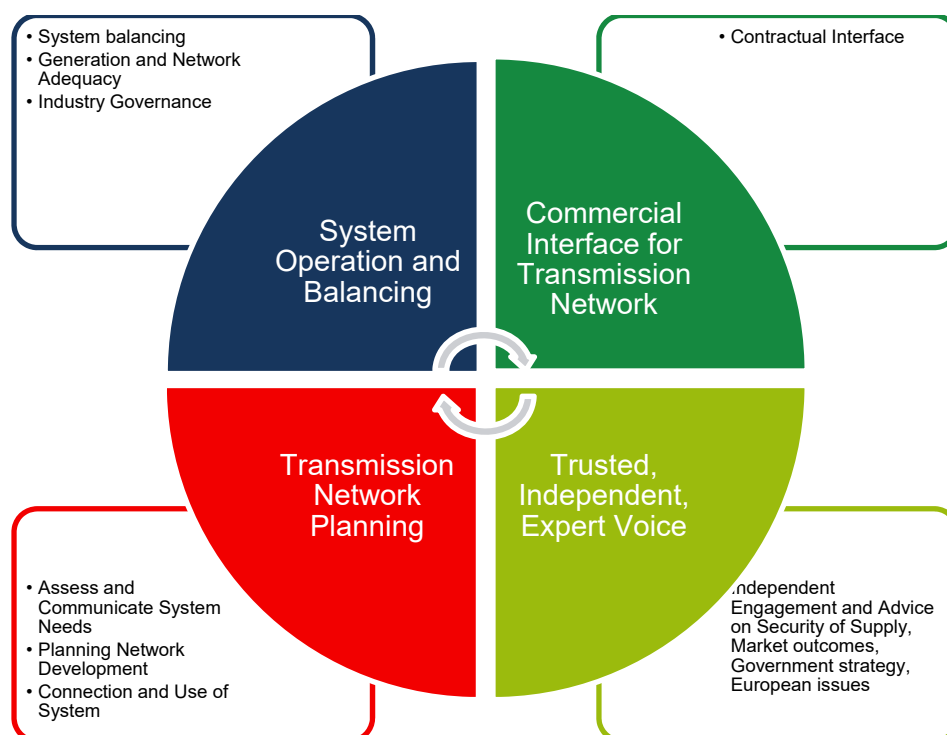 • System balancing
• Generation and Network
Adequacy
• Industry Governance
• Contractual Interface
System
Operation and
Balancing
Commercial
Interface for
Transmission
Network
Transmission
Network
Planning
Trusted,
Independent,
Expert Voice
• Assess and
Communicate System
Needs
• Planning Network
Development
• Connection and Use of
System
Independent
Engagement and Advice
on Security of Supply,
Market outcomes,
Government strategy,
European issues